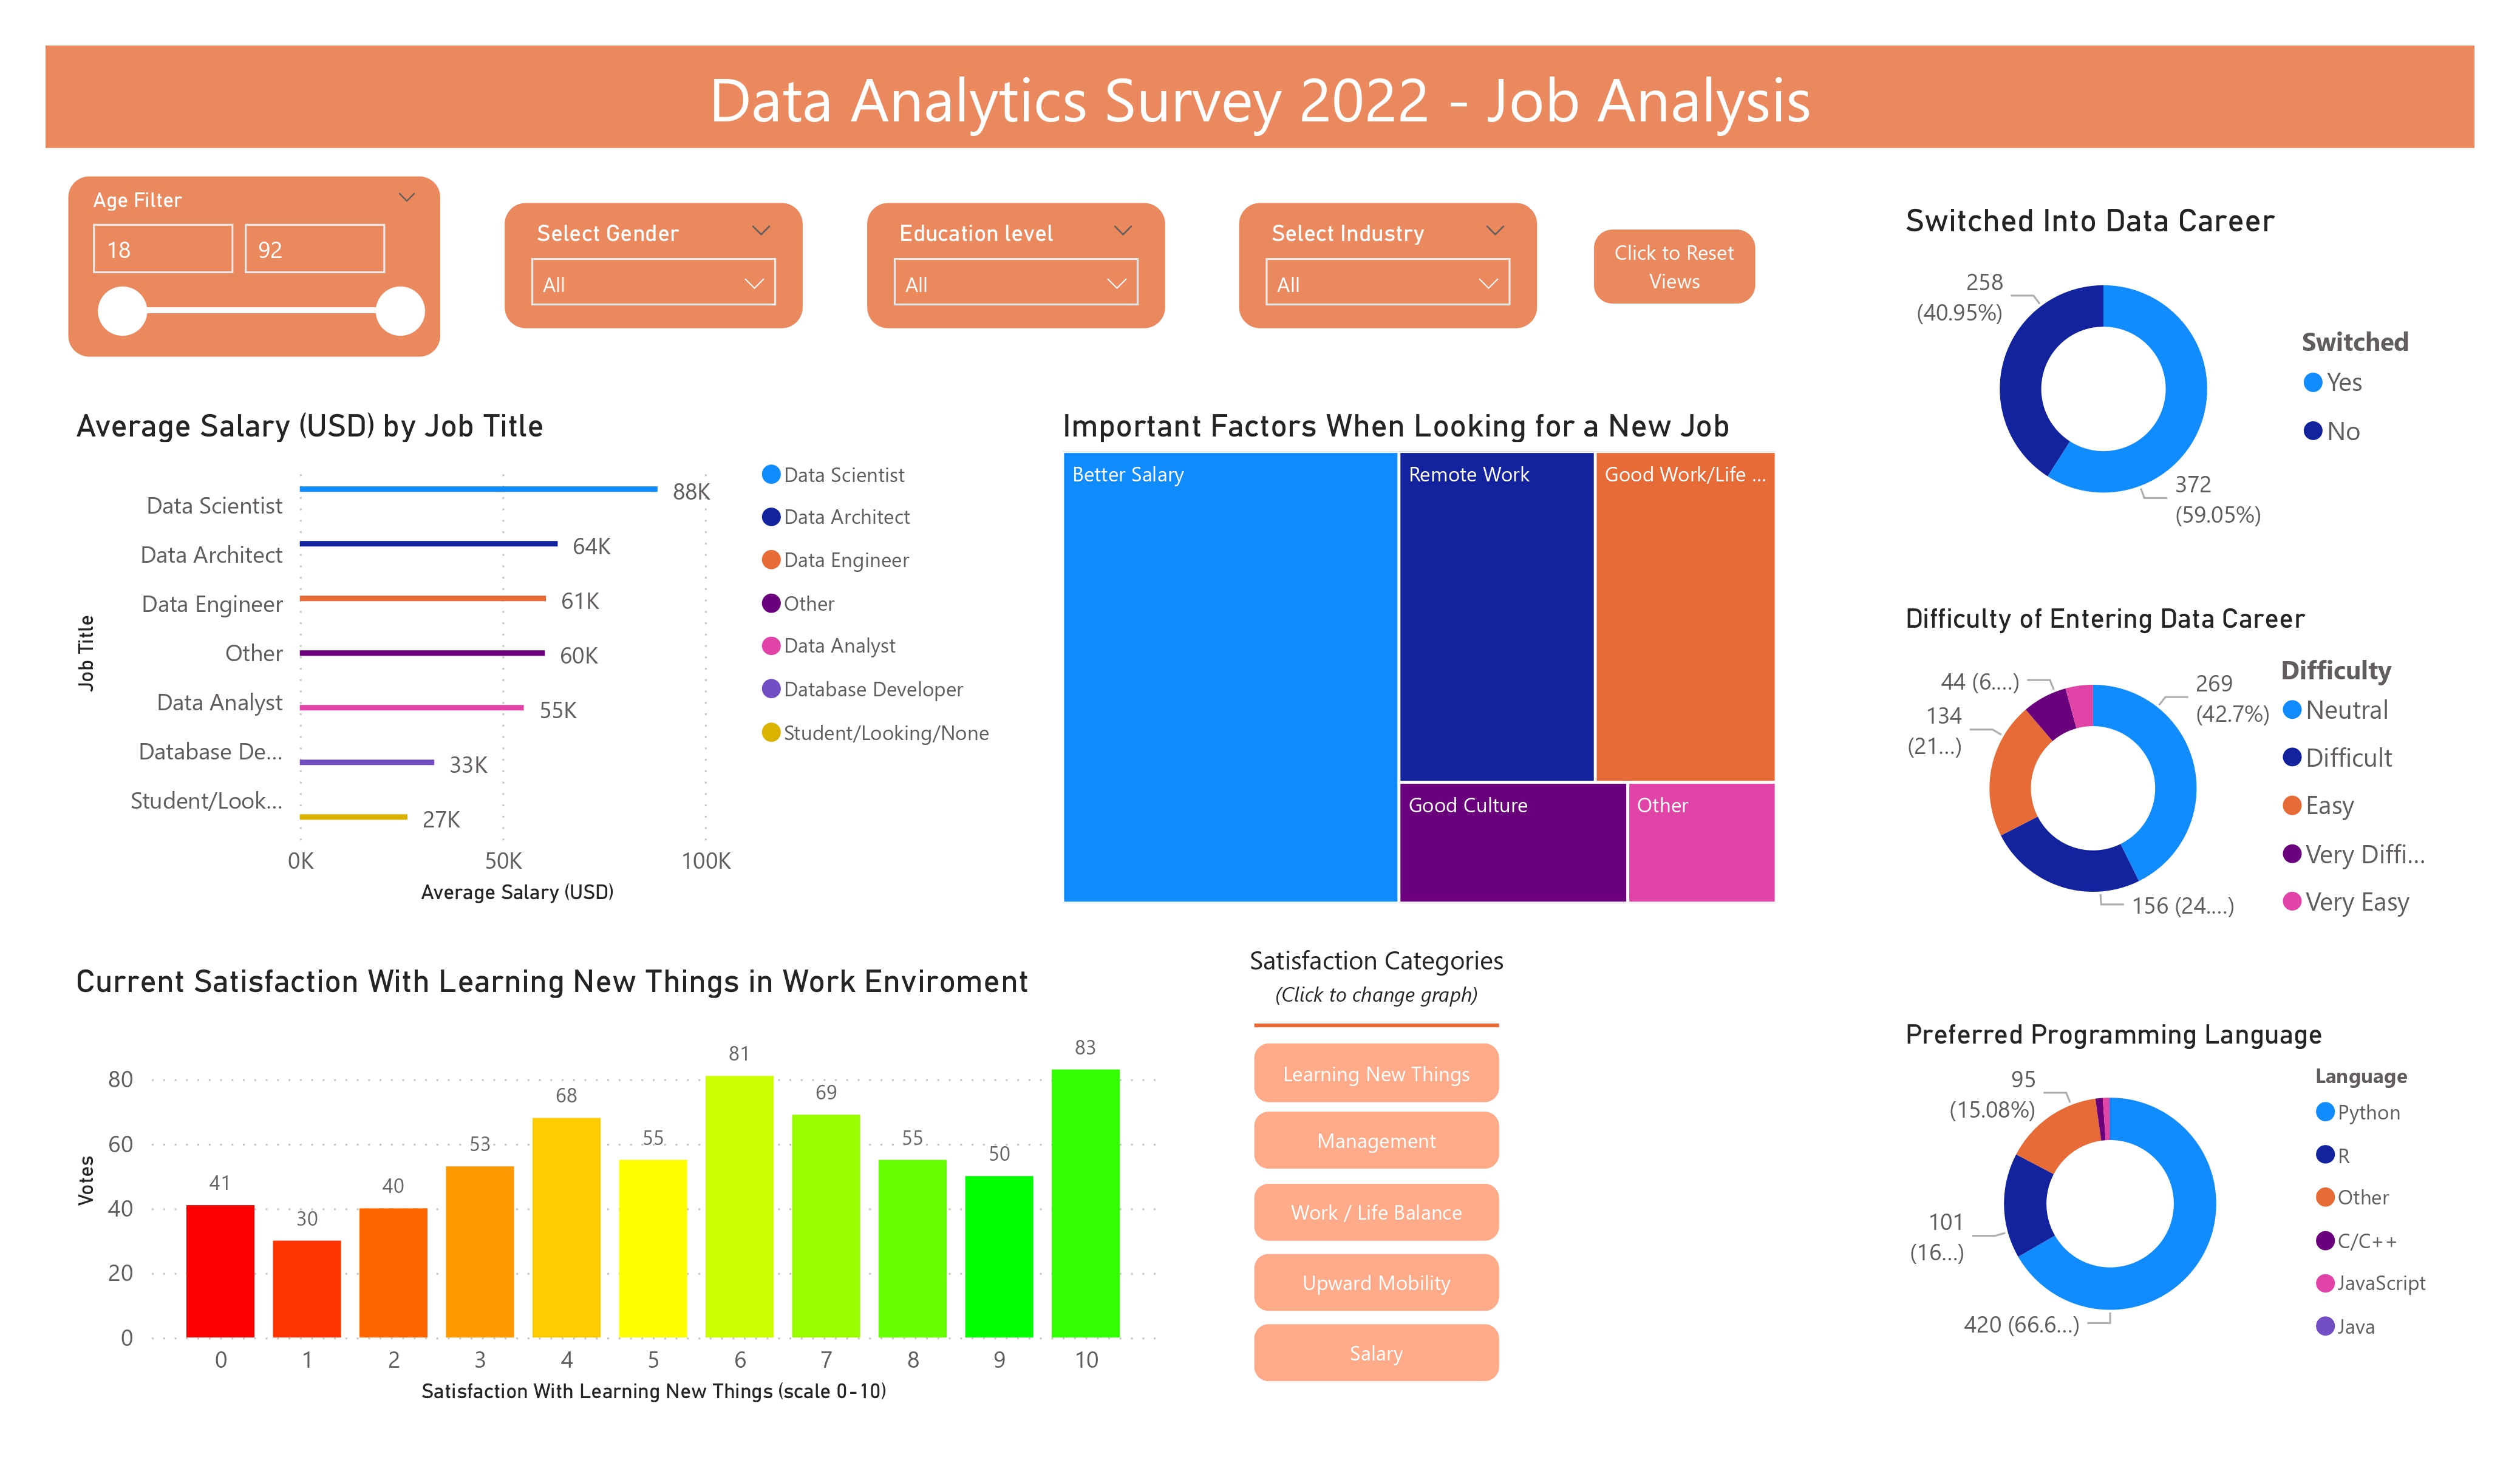 Data Analytics Survey 2022 - Job Analysis
Age Filter
18
92
Select Gender
All
Education level
All
Select Industry
All
Click to Reset
Views
Average Salary (USD) by Job Title
Job Title
Data Scientist
88K
Data Architect
64K
Data Engineer
61K
Other
60K
Data Analyst
55K
Database De...
33K
Student/Look...
27K
0K
50K
100K
Average Salary (USD)
Data Scientist
Data Architect
Data Engineer
Other
Data Analyst
Database Developer
Student/Looking/None
Important Factors When Looking for a New Job
Better Salary
Remote Work
Good Work/Life ...
Good Culture
Other
Switched Into Data Career
258
(40.95%)
372
(59.05%)
Switched
Yes
No
Difficulty of Entering Data Career
44 (6....)
134
(21...)
269
(42.7%)
156 (24....)
Difficulty
Neutral
Difficult
Easy
Very Diffi...
Very Easy
Current Satisfaction With Learning New Things in Work Enviroment
Votes
80
60
40
20
0
41
30
40
53
68
55
81
69
55
50
83
0
1
2
3
4
5
6
7
8
9
10
Satisfaction With Learning New Things (scale 0-10)
Satisfaction Categories
(Click to change graph)
Learning New Things
Management
Work / Life Balance
Upward Mobility
Salary
Preferred Programming Language
95
(15.08%)
101
(16...)
420 (66.6...)
Language
Python
R
Other
C/C++
JavaScript
Java